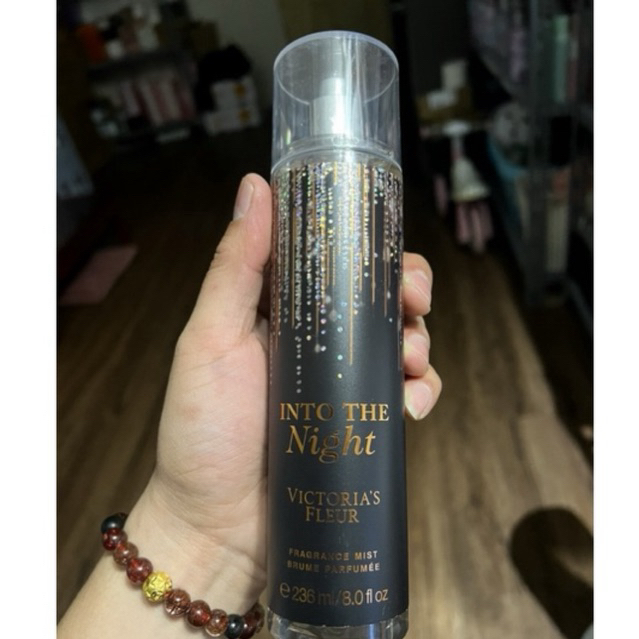 INTO THE
Night
VICTORIA'S
FLEUR
FRAGRANCE MIST
BRUME PARFUMÉE
℮ 236 ml/8.0 fl oz